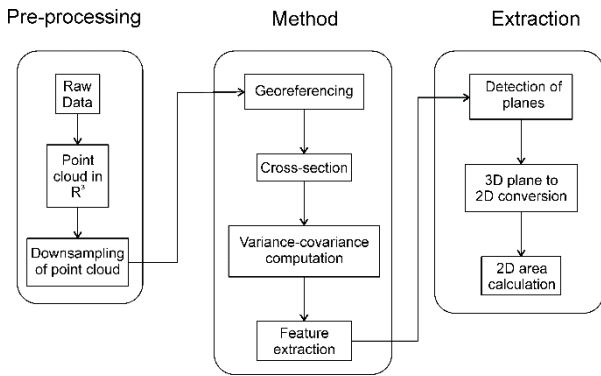 Pre-processing
Raw
Data
Point
cloud in
R³
Downsampling
of point cloud
Method
Georeferencing
Cross-section
Variance-covariance
computation
Feature
extraction
Extraction
Detection of
planes
3D plane to
2D conversion
2D area
calculation